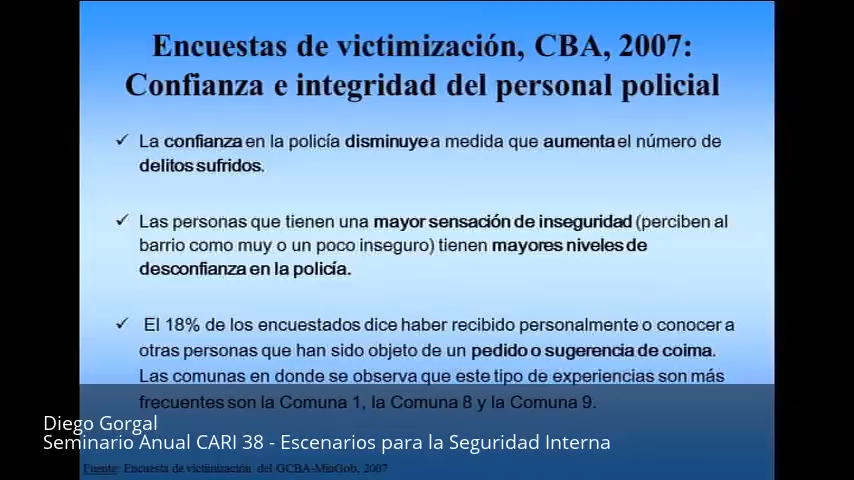 Encuestas de victimización, CBA, 2007:
Confianza e integridad del personal policial
✓ La confianza en la policía disminuye a medida que aumenta el número de
delitos sufridos.
✓ Las personas que tienen una mayor sensación de inseguridad (perciben al
barrio como muy o un poco inseguro) tienen mayores niveles de
desconfianza en la policía.
✓ El 18% de los encuestados dice haber recibido personalmente o conocer a
otras personas que han sido objeto de un pedido o sugerencia de coima.
Las comunas en donde se observa que este tipo de experiencias son más
frecuentes son la Comuna 1, la Comuna 8 y la Comuna 9.
Diego Gorgal
Seminario Anual CARI 38 - Escenarios para la Seguridad Interna
Fuente: Encuesta de victimización del GCBA-MinGob, 2007